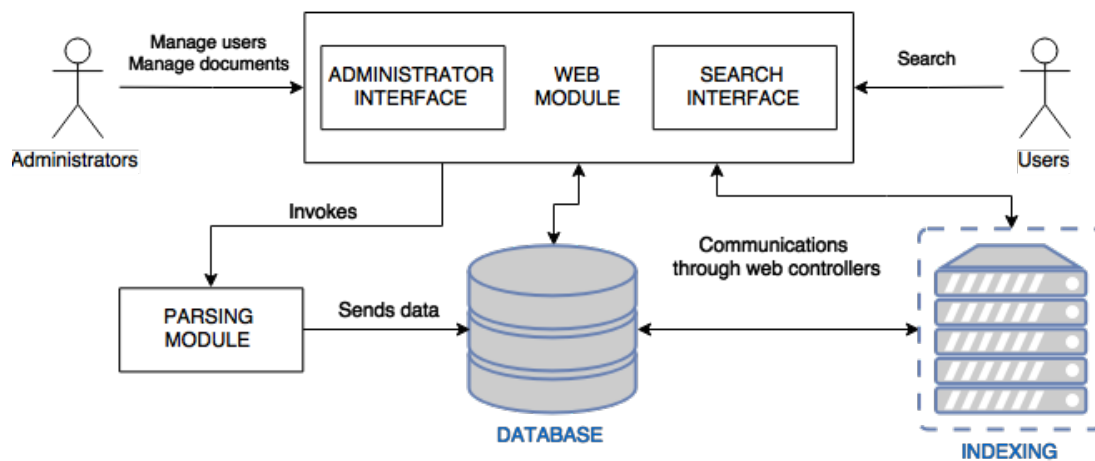 Manage users
Manage documents
ADMINISTRATOR
INTERFACE
WEB
MODULE
SEARCH
INTERFACE
Search
Administrators
Users
Invokes
Communications
through web controllers
PARSING
MODULE
Sends data
DATABASE
INDEXING